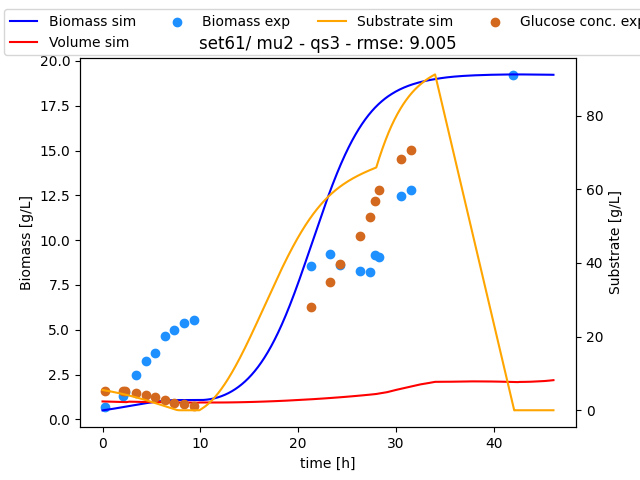 Biomass sim Biomass exp Substrate sim Glucose conc. exp
Volume sim
set61/ mu2 - qs3 - rmse: 9.005
20.0
17.5
15.0
12.5
10.0
7.5
5.0
2.5
0.0
Biomass [g/L]
80
60
40
20
0
Substrate [g/L]
0 10 20 30 40
time [h]